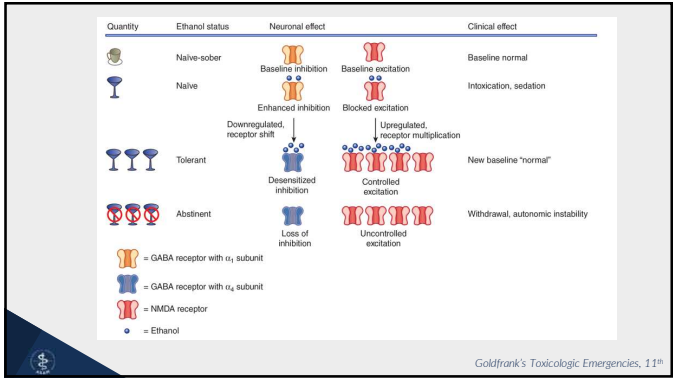 Quantity Ethanol status Neuronal effect Clinical effect
Naïve-sober Baseline normal
Baseline inhibition Baseline excitation
Naïve Intoxication, sedation
Enhanced inhibition Blocked excitation
Downregulated, Upregulated,
receptor shift receptor multiplication
Tolerant New baseline “normal”
Desensitized Controlled
inhibition excitation
Abstinent Withdrawal, autonomic instability
Loss of Uncontrolled
inhibition excitation
= GABA receptor with α1 subunit
= GABA receptor with α4 subunit
= NMDA receptor
= Ethanol
Goldfrank's Toxicologic Emergencies, 11th